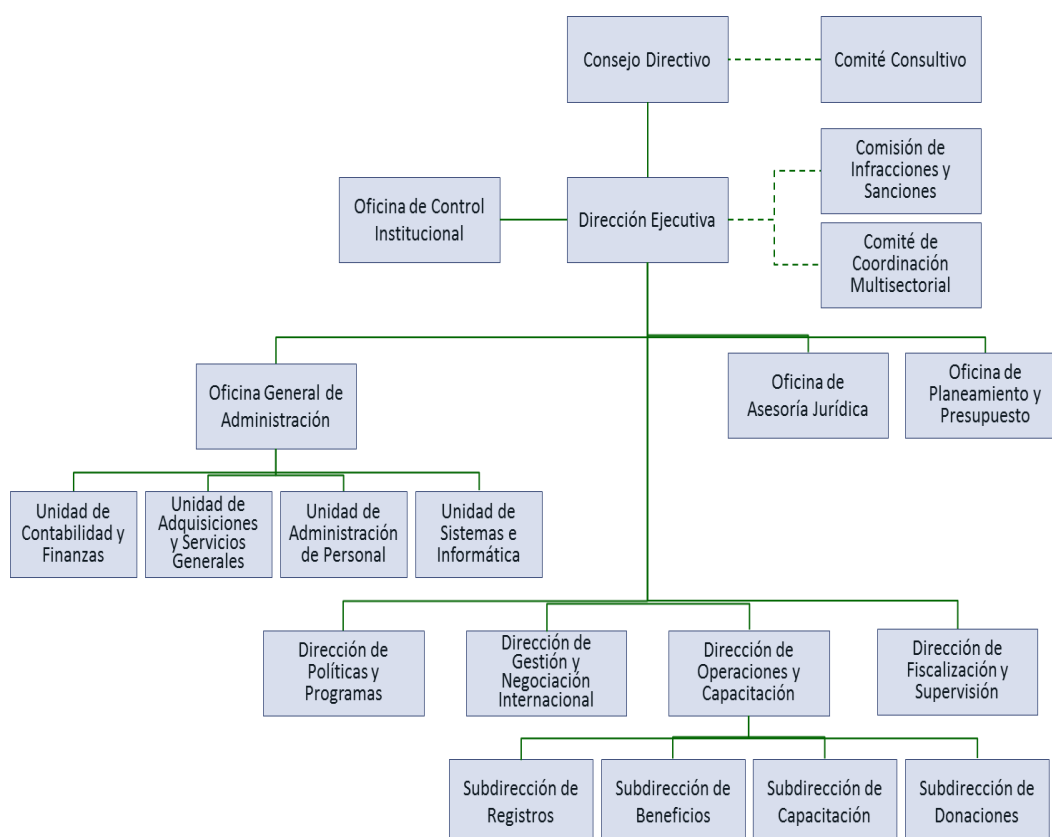 Consejo Directivo
Comité Consultivo
Comisión de
Infracciones y
Sanciones
Oficina de Control
Institucional
Dirección Ejecutiva
Comité de
Coordinación
Multisectorial
Oficina General de
Administración
Oficina de
Asesoría Jurídica
Oficina de
Planeamiento y
Presupuesto
Unidad de
Contabilidad y
Finanzas
Unidad de
Adquisiciones
y Servicios
Generales
Unidad de
Administración
de Personal
Unidad de
Sistemas e
Informática
Dirección de
Políticas y
Programas
Dirección de
Gestión y
Negociación
Internacional
Dirección de
Operaciones y
Capacitación
Dirección de
Fiscalización y
Supervisión
Subdirección de
Registros
Subdirección de
Beneficios
Subdirección de
Capacitación
Subdirección de
Donaciones